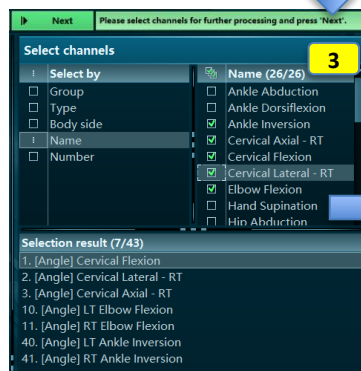 Next
Please select channels for further processing and press 'Next'.
Select channels
3
Select by
Name (26/26)
Group
Type
Body side
Name
Number
Ankle Abduction
Ankle Dorsiflexion
Ankle Inversion
Cervical Axial - RT
Cervical Flexion
Cervical Lateral - RT
Elbow Flexion
Hand Supination
Hip Abduction
Selection result (7/43)
1. [Angle] Cervical Flexion
2. [Angle] Cervical Lateral - RT
3. [Angle] Cervical Axial - RT
10. [Angle] LT Elbow Flexion
11. [Angle] RT Elbow Flexion
40. [Angle] LT Ankle Inversion
41. [Angle] RT Ankle Inversion